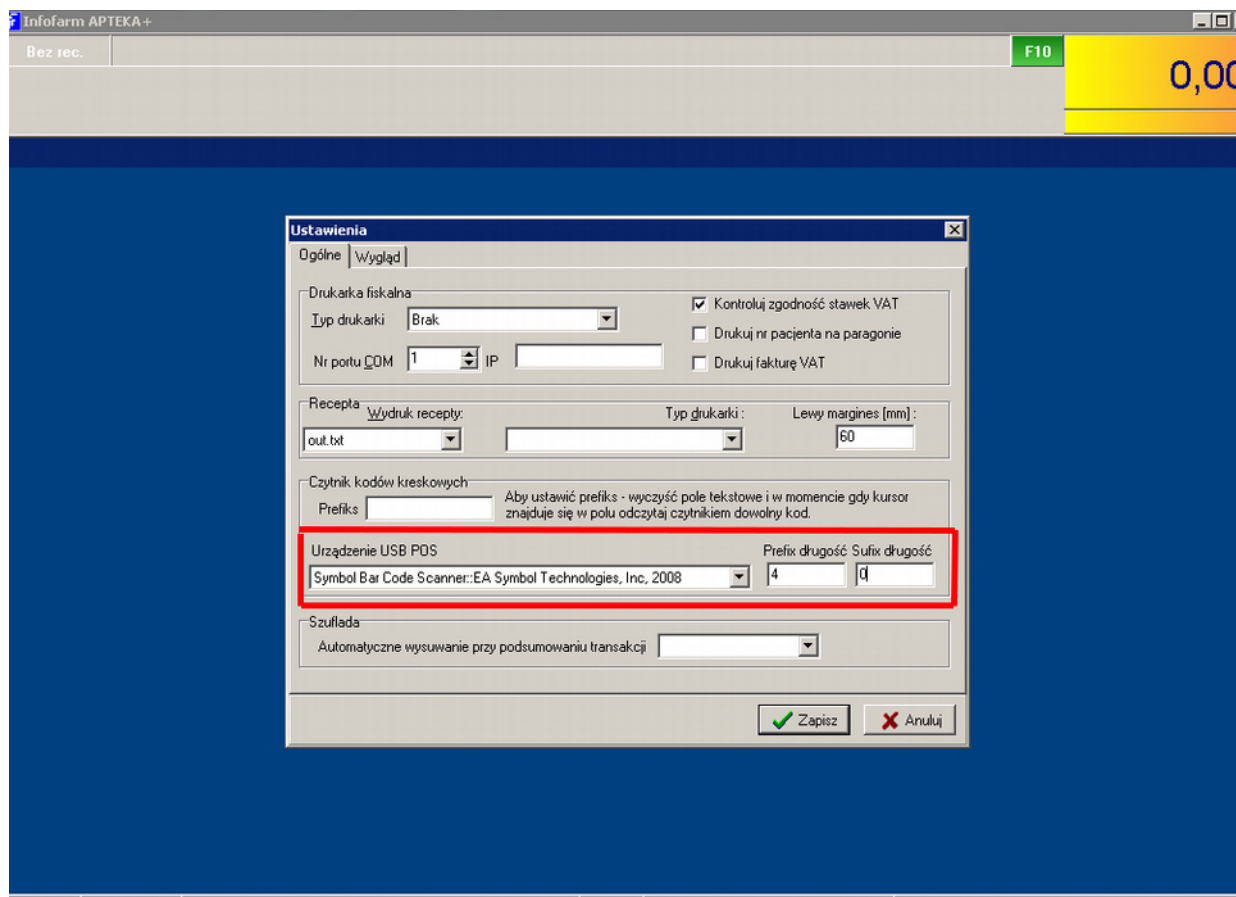 Infofarm APTEKA+
Bez rec.
F10
0,00
Ustawienia
Ogólne
Wygląd
Drukarka fiskalna
Typ drukarki
Brak
Kontroluj zgodność stawek VAT
Drukuj nr pacjenta na paragonie
Nr portu COM
1
IP
Drukuj fakturę VAT
Recepta
Wydruk recepty:
Typ drukarki :
Lewy margines [mm] :
out.txt
60
Czytnik kodów kreskowych
Prefiks
Aby ustawić prefiks - wyczyść pole tekstowe i w momencie gdy kursor
znajduje się w polu odczytaj czytnikiem dowolny kod.
Urządzenie USB POS
Prefix długość
Sufix długość
Symbol Bar Code Scanner::EA Symbol Technologies, Inc, 2008
4
0
Szuflada
Automatyczne wysuwanie przy podsumowaniu transakcji
Zapisz
Anuluj